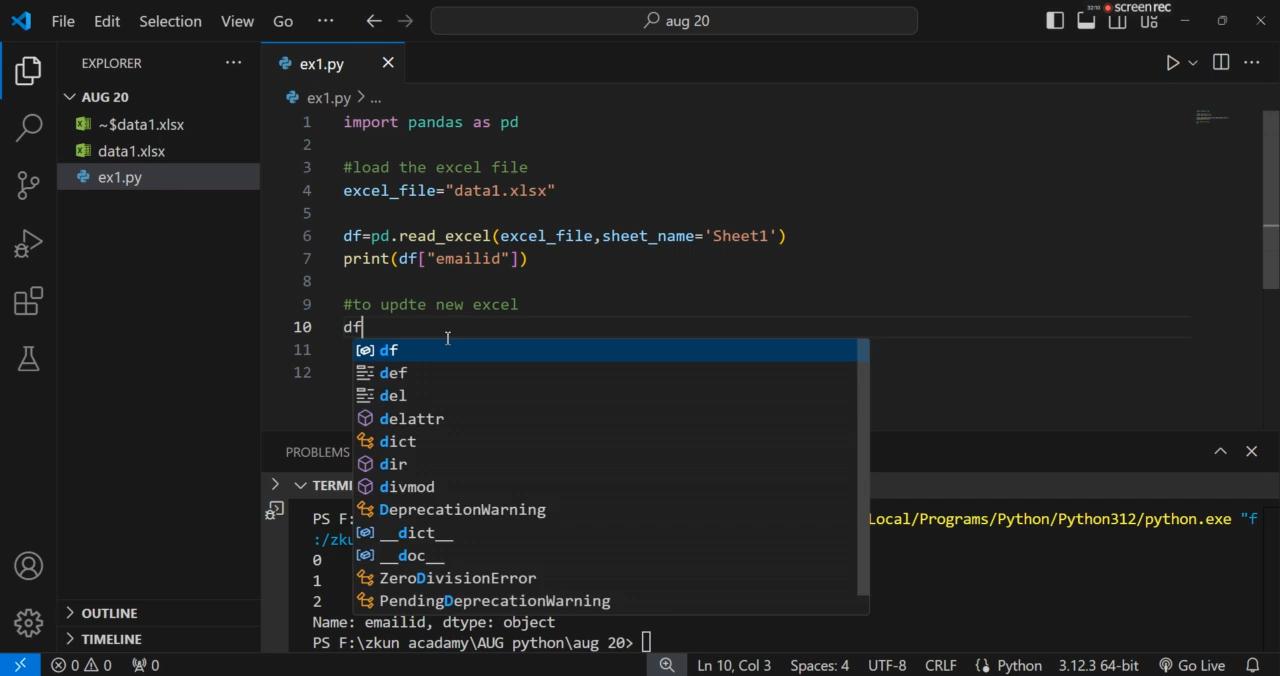 File Edit Selection View Go ··· aug 20 32:10 screenrec
EXPLORER ···
ex1.py
AUG 20
~$data1.xlsx
data1.xlsx
ex1.py
ex1.py > ...
1 import pandas as pd
2
3 #load the excel file
4 excel_file="data1.xlsx"
5
6 df=pd.read_excel(excel_file,sheet_name='Sheet1')
7 print(df["emailid"])
8
9 #to updte new excel
10 df
11
12
df
def
del
delattr
dict
dir
divmod
DeprecationWarning
__dict__
__doc__
ZeroDivisionError
PendingDeprecationWarning
PROBLEMS
TERMI
PS F: Local/Programs/Python/Python312/python.exe "f
:/zku
0
1
2
Name: emailid, dtype: object
PS F:\zkun acadamy\AUG python\aug 20>
OUTLINE
TIMELINE
0 0 0 Ln 10, Col 3 Spaces: 4 UTF-8 CRLF Python 3.12.3 64-bit Go Live